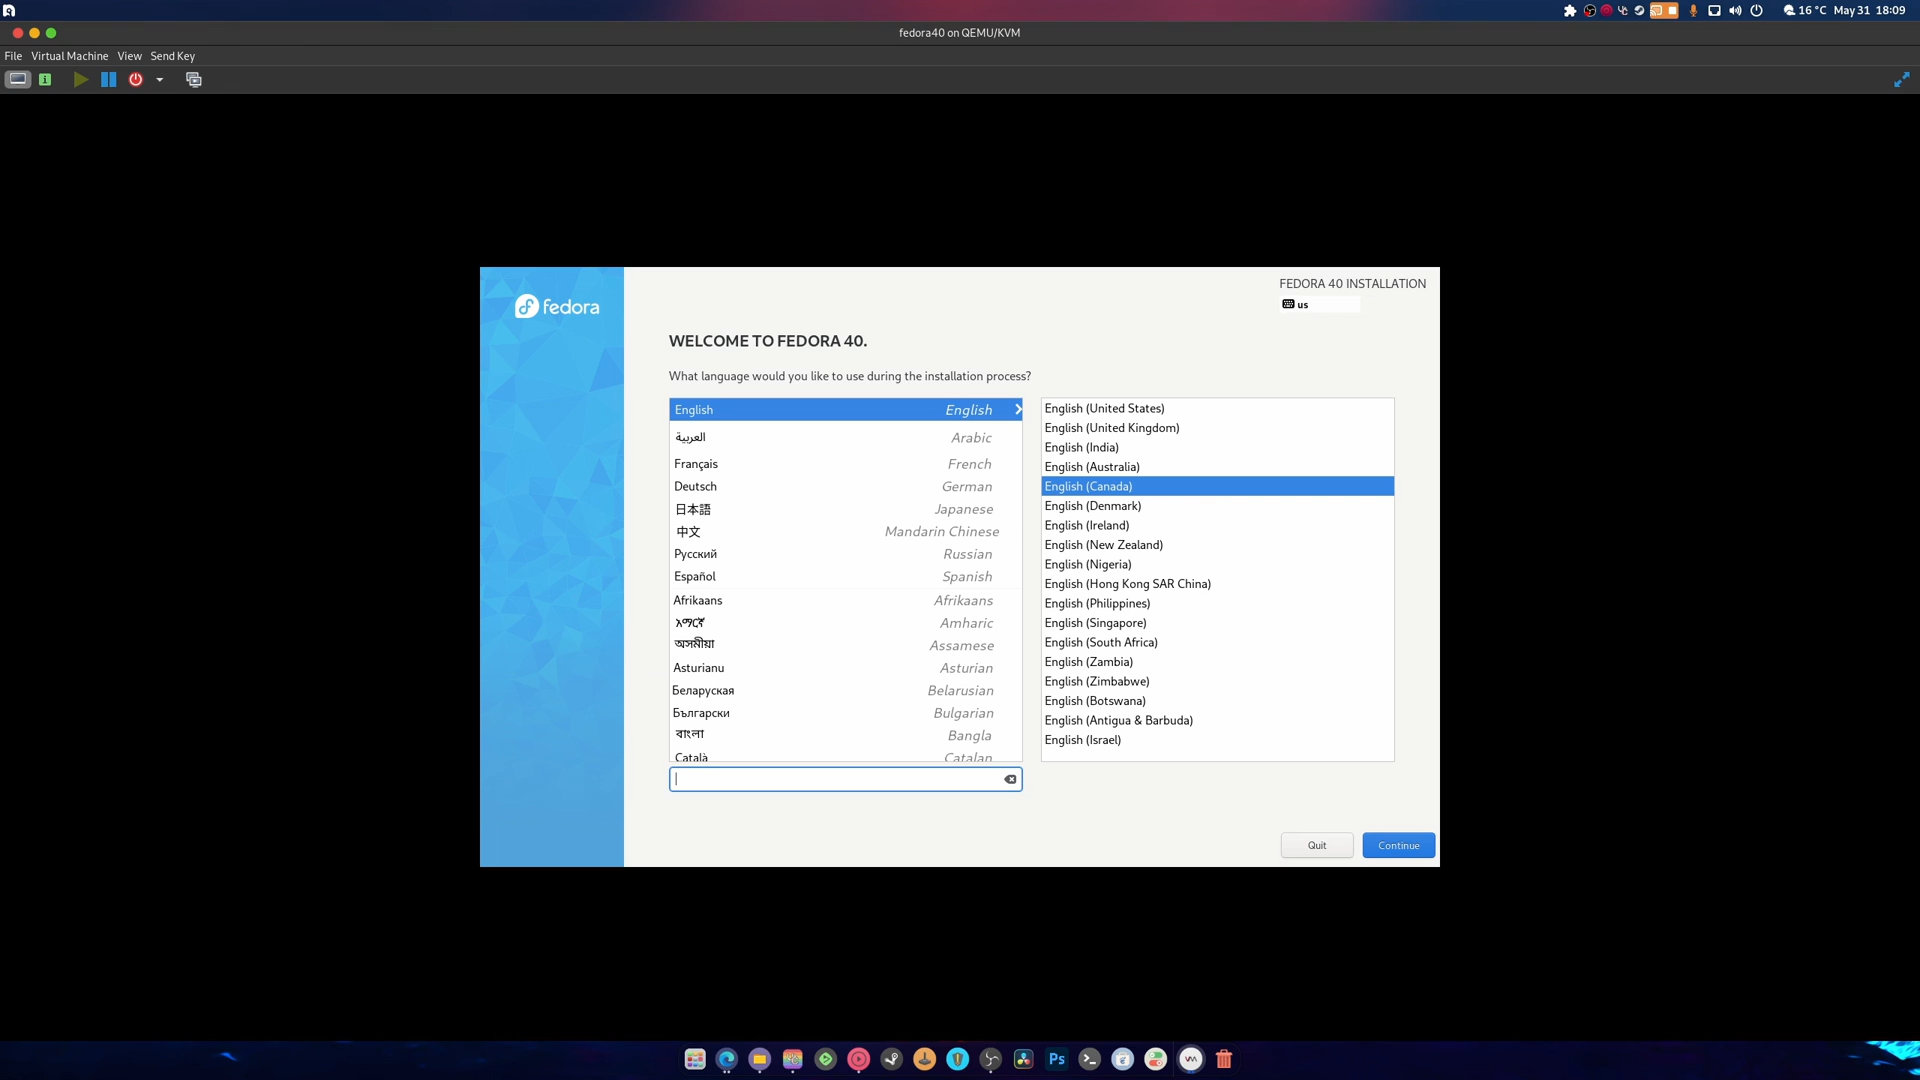 16 °C May 31 18:09
fedora40 on QEMU/KVM
File Virtual Machine View Send Key
fedora
FEDORA 40 INSTALLATION
us
WELCOME TO FEDORA 40.
What language would you like to use during the installation process?
English English
العربية Arabic
Français French
Deutsch German
日本語 Japanese
中文 Mandarin Chinese
Русский Russian
Español Spanish
Afrikaans Afrikaans
አማርኛ Amharic
অসমীয়া Assamese
Asturianu Asturian
Беларуская Belarusian
Български Bulgarian
বাংলা Bangla
Català Catalan
English (United States)
English (United Kingdom)
English (India)
English (Australia)
English (Canada)
English (Denmark)
English (Ireland)
English (New Zealand)
English (Nigeria)
English (Hong Kong SAR China)
English (Philippines)
English (Singapore)
English (South Africa)
English (Zambia)
English (Zimbabwe)
English (Botswana)
English (Antigua & Barbuda)
English (Israel)
Quit Continue
Ps